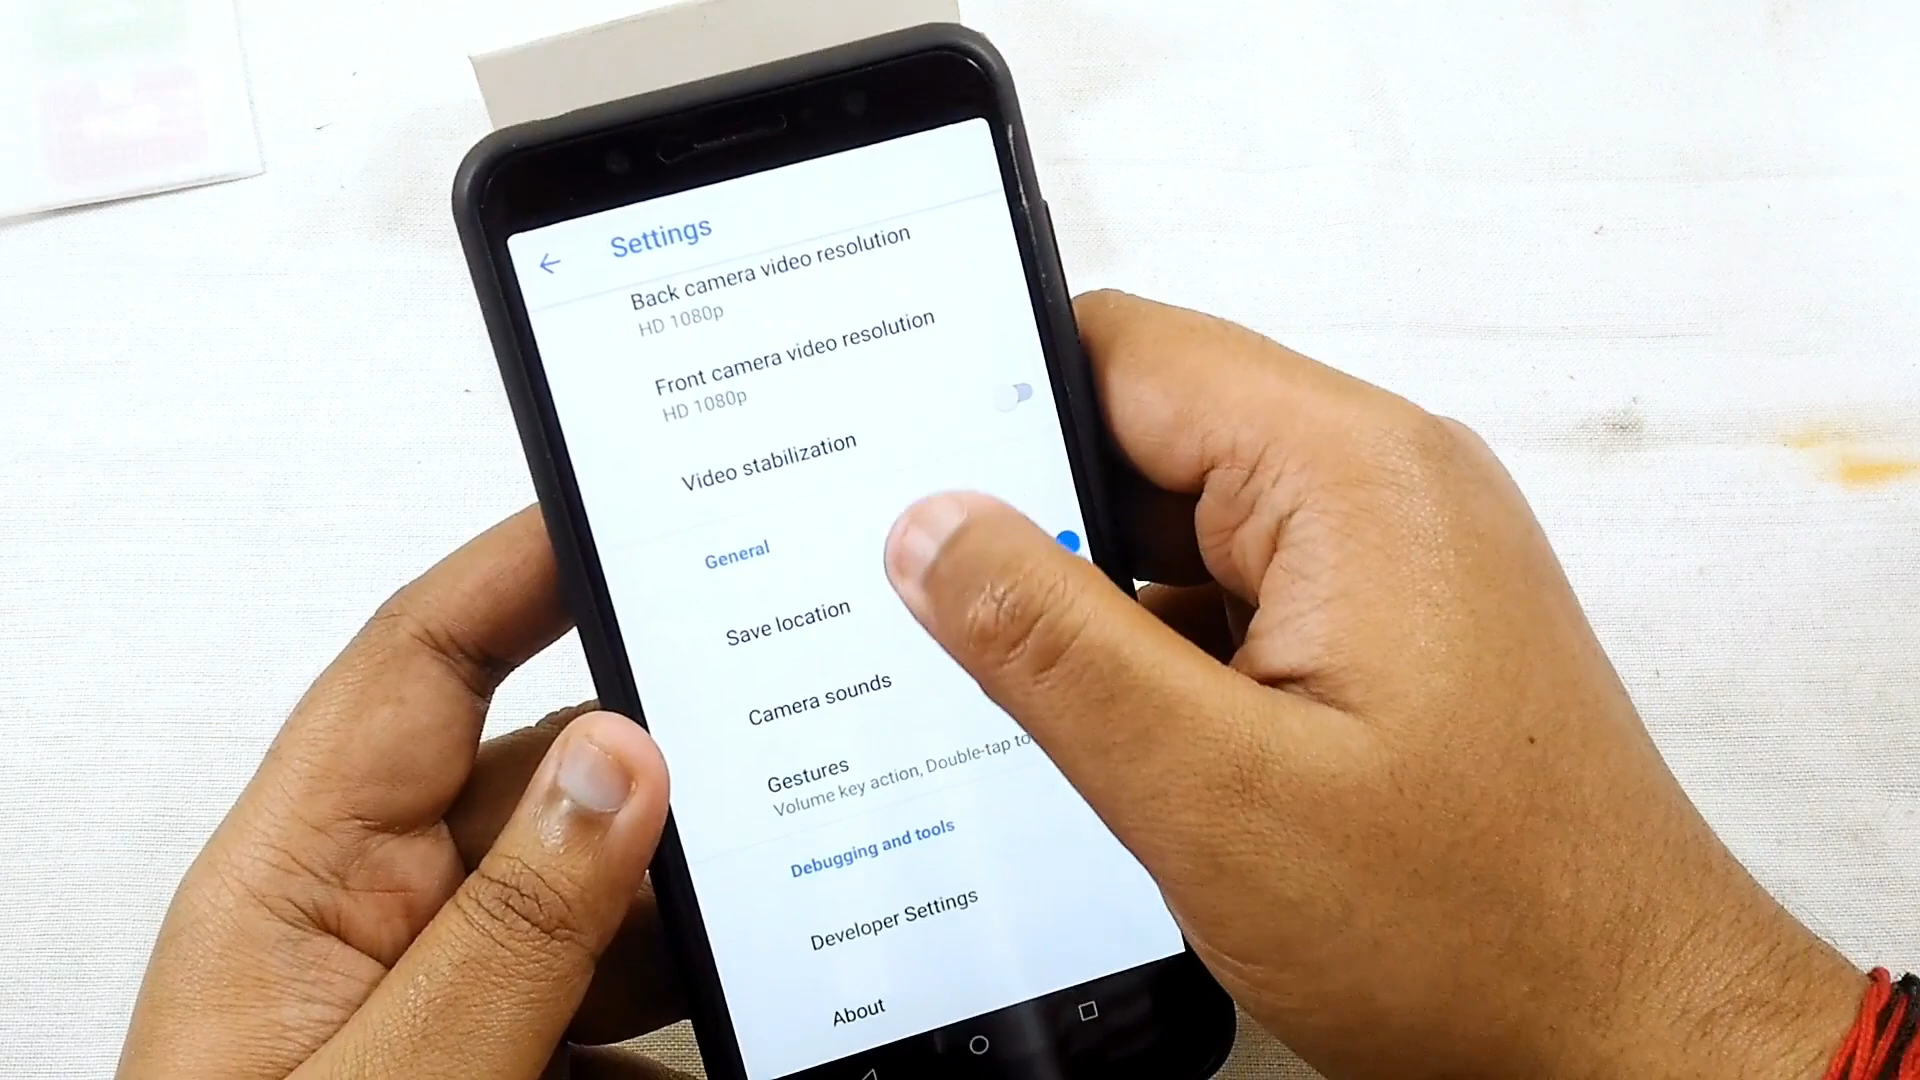 Settings
Back camera video resolution
HD 1080p
Front camera video resolution
HD 1080p
Video stabilization
General
Save location
Camera sounds
Gestures
Volume key action, Double-tap to
Debugging and tools
Developer Settings
About